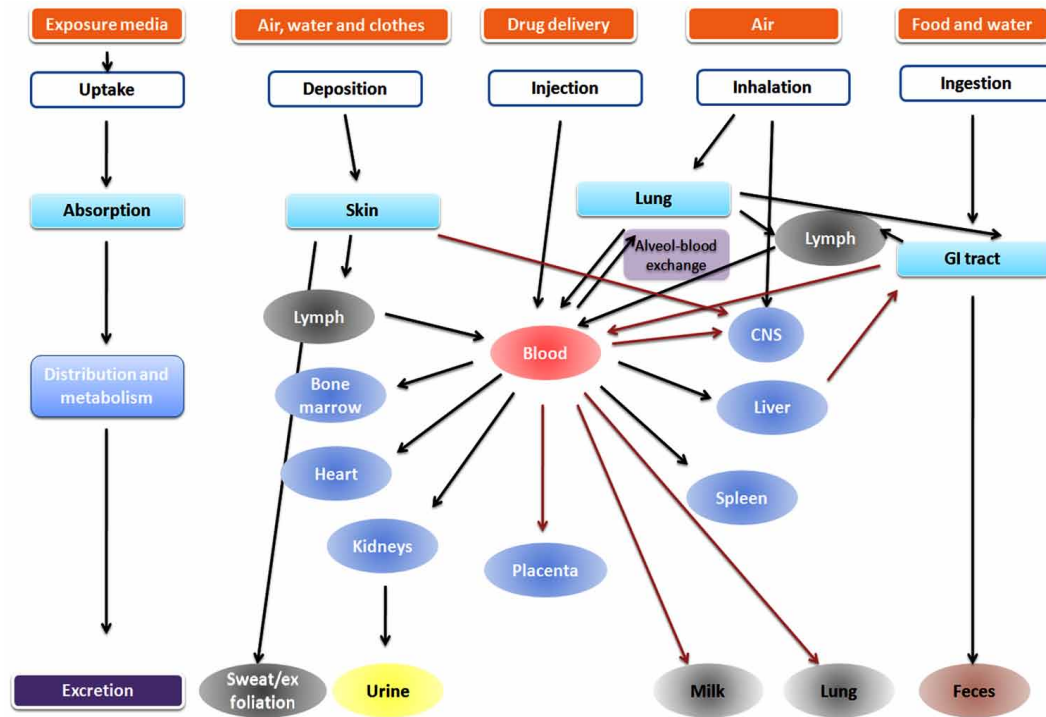 Exposure media
Air, water and clothes
Drug delivery
Air
Food and water
Uptake
Deposition
Injection
Inhalation
Ingestion
Absorption
Skin
Lung
Lymph
GI tract
Alveol-blood
exchange
Lymph
Blood
CNS
Distribution and
metabolism
Bone
marrow
Liver
Heart
Spleen
Kidneys
Placenta
Excretion
Sweat/ex
foliation
Urine
Milk
Lung
Feces